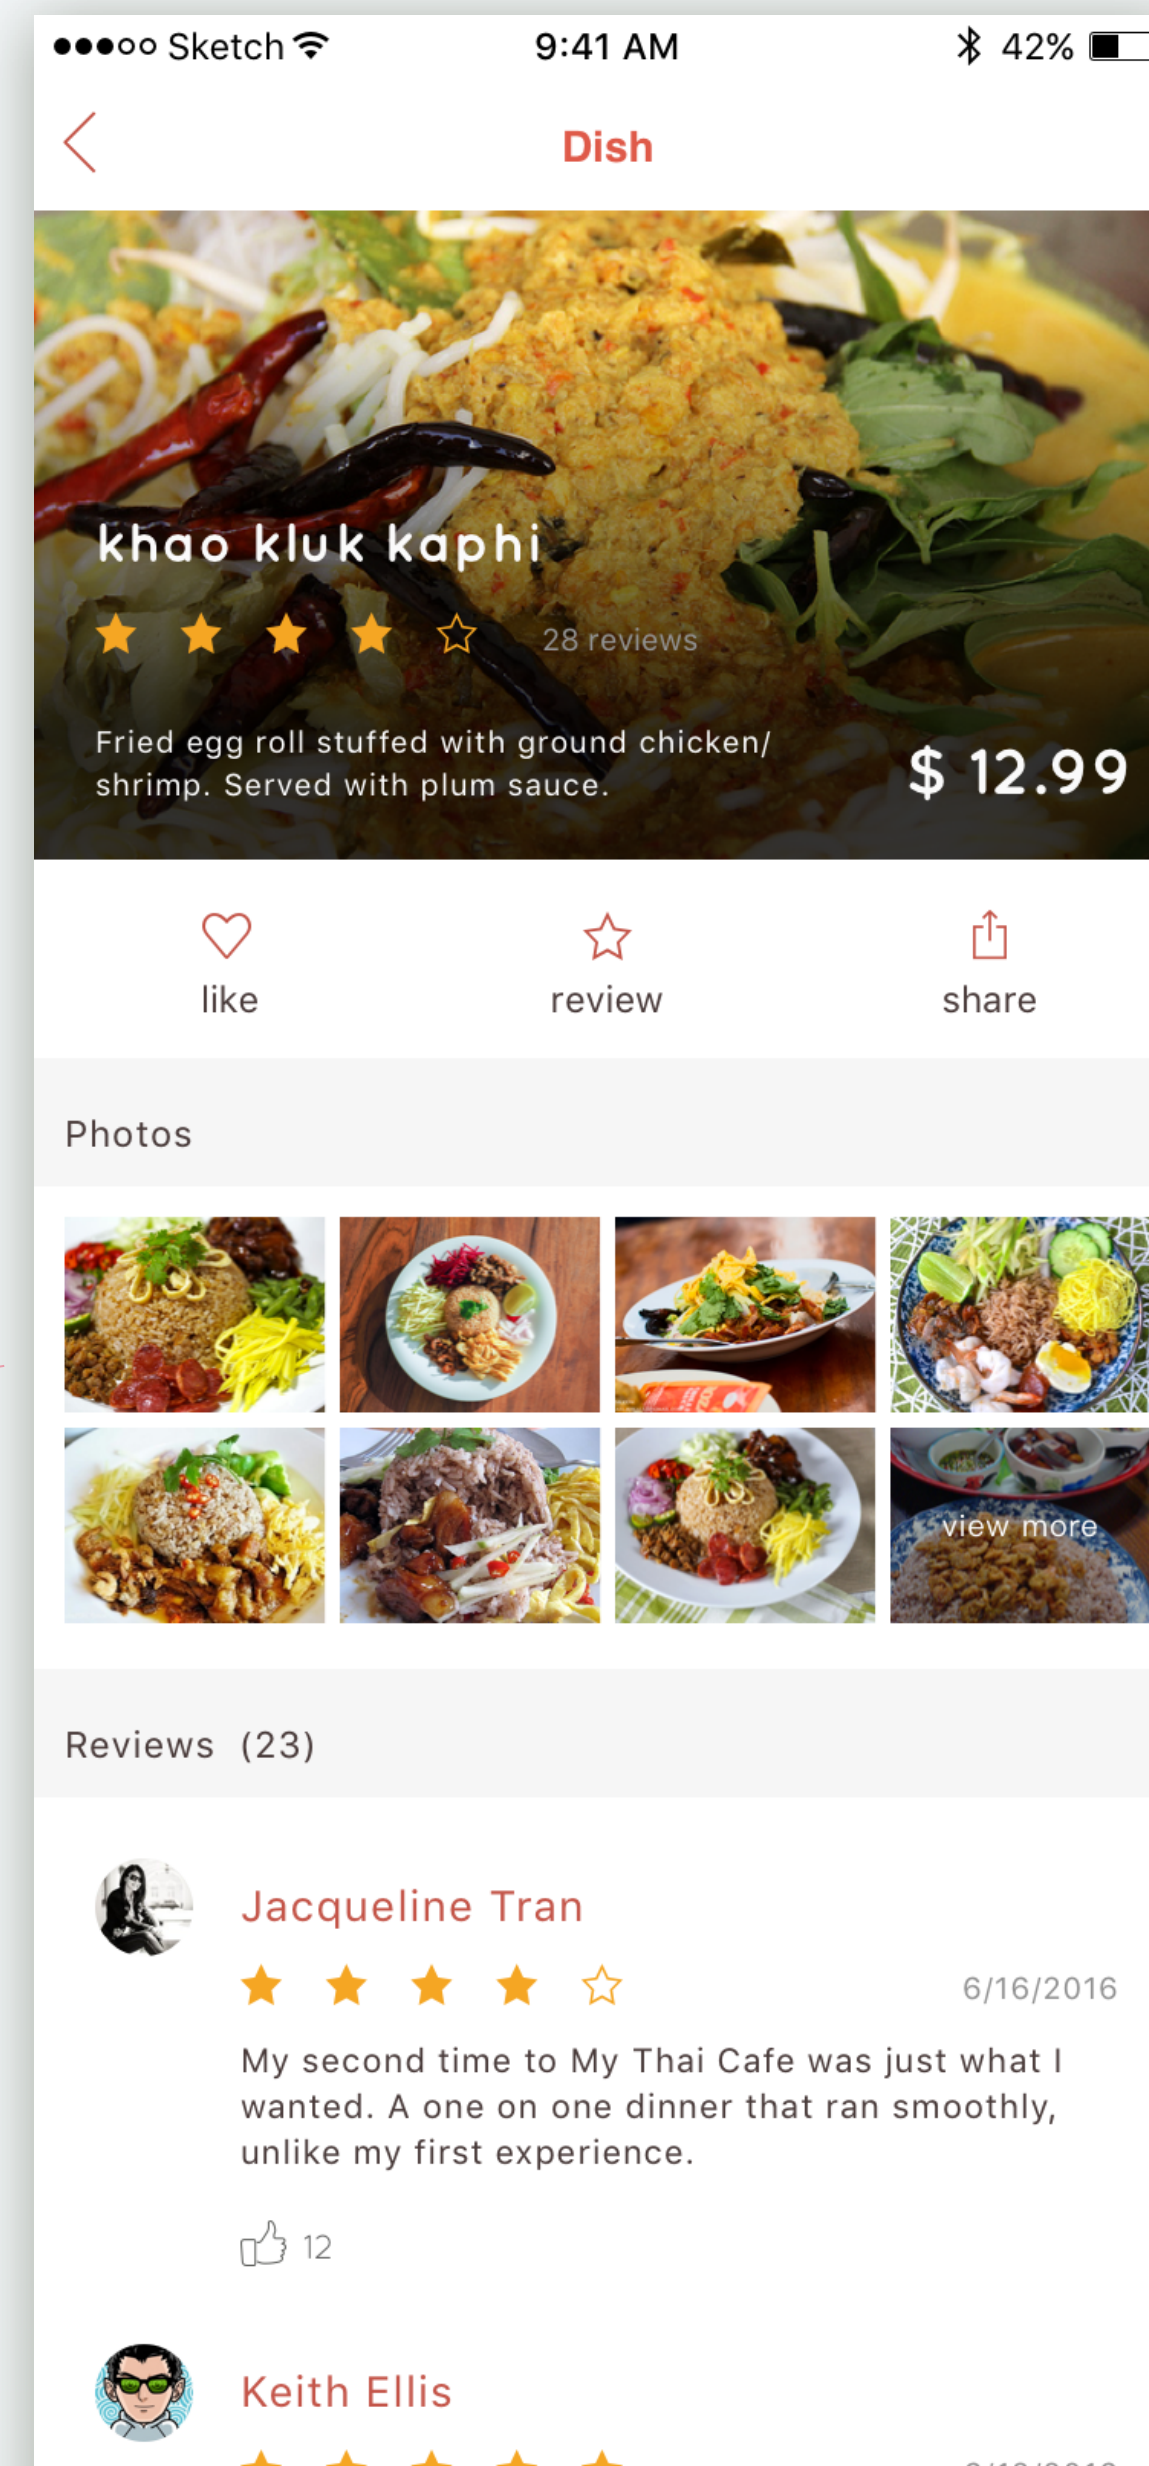 Sketch 9:41 AM 42%
Dish
khao kluk kaphi
28 reviews
Fried egg roll stuffed with ground chicken/
shrimp. Served with plum sauce.
$ 12.99
like review share
Photos
view more
Reviews (23)
Jacqueline Tran
6/16/2016
My second time to My Thai Cafe was just what I
wanted. A one on one dinner that ran smoothly,
unlike my first experience.
12
Keith Ellis